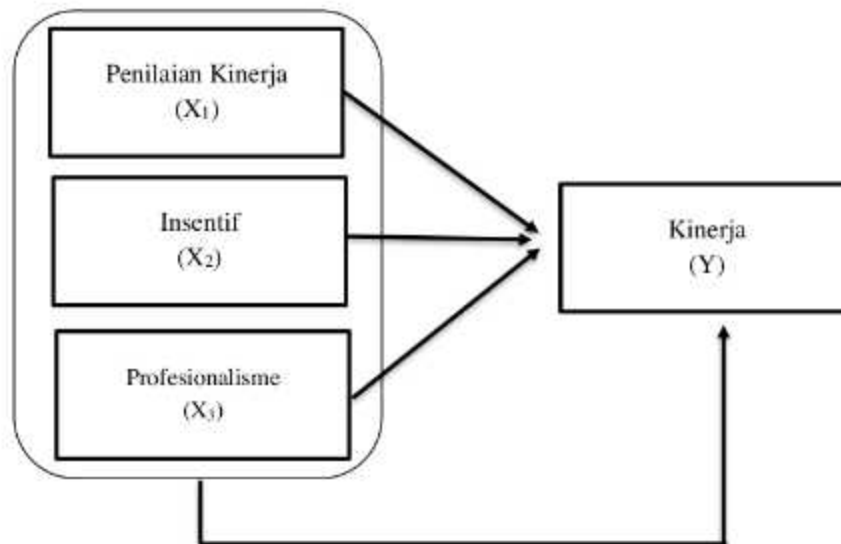 Penilaian Kinerja
(X₁)
Insentif
(X₂)
Profesionalisme
(X₃)
Kinerja
(Y)